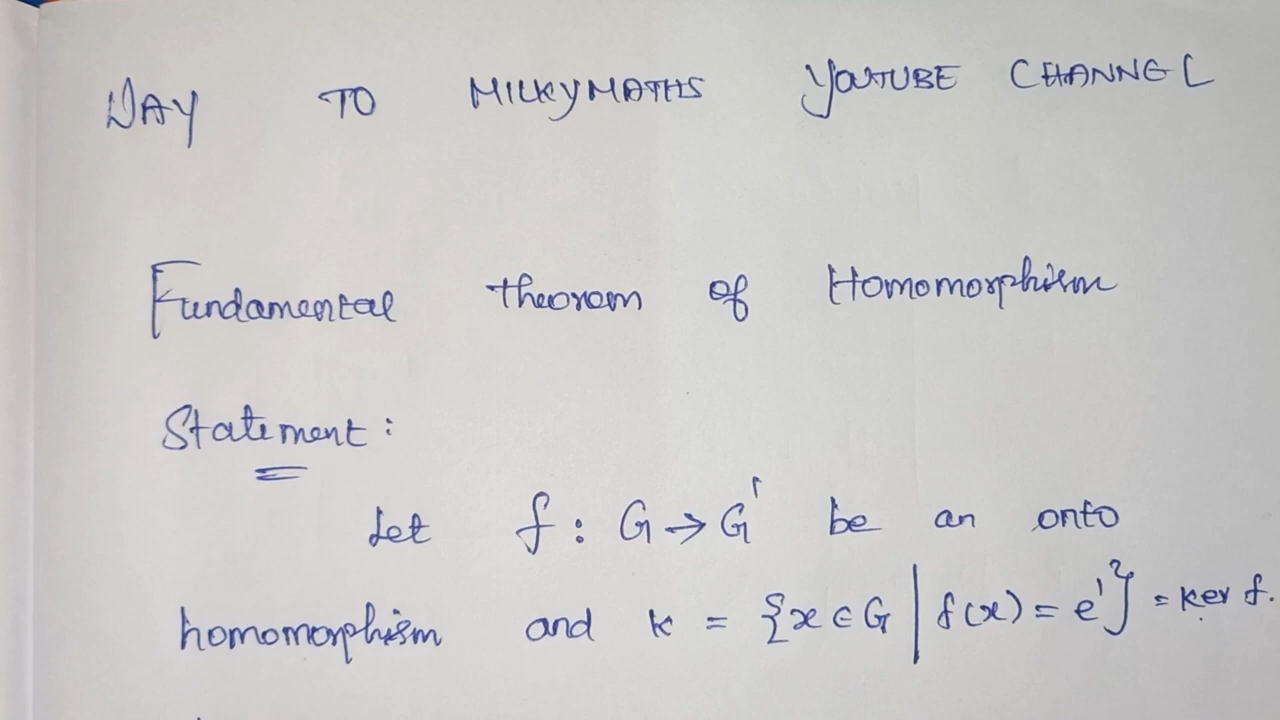 WAY TO MILKYMATHS YOUTUBE CHANNEL
Fundamental theorem of Homomorphism
Statement :
Let f : G → G' be an onto
homomorphism and K = {x ∈ G | f(x) = e'} = ker f.